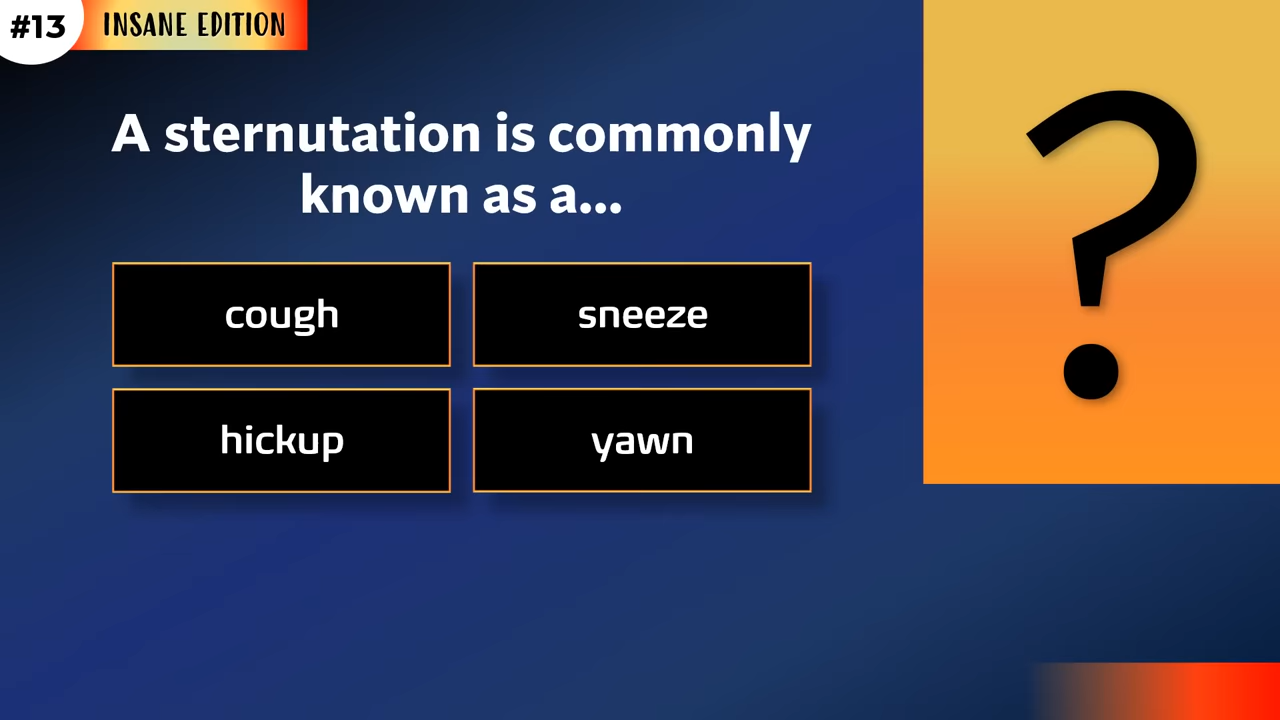 #13
INSANE EDITION
A sternutation is commonly
known as a...
cough
sneeze
hickup
yawn
?